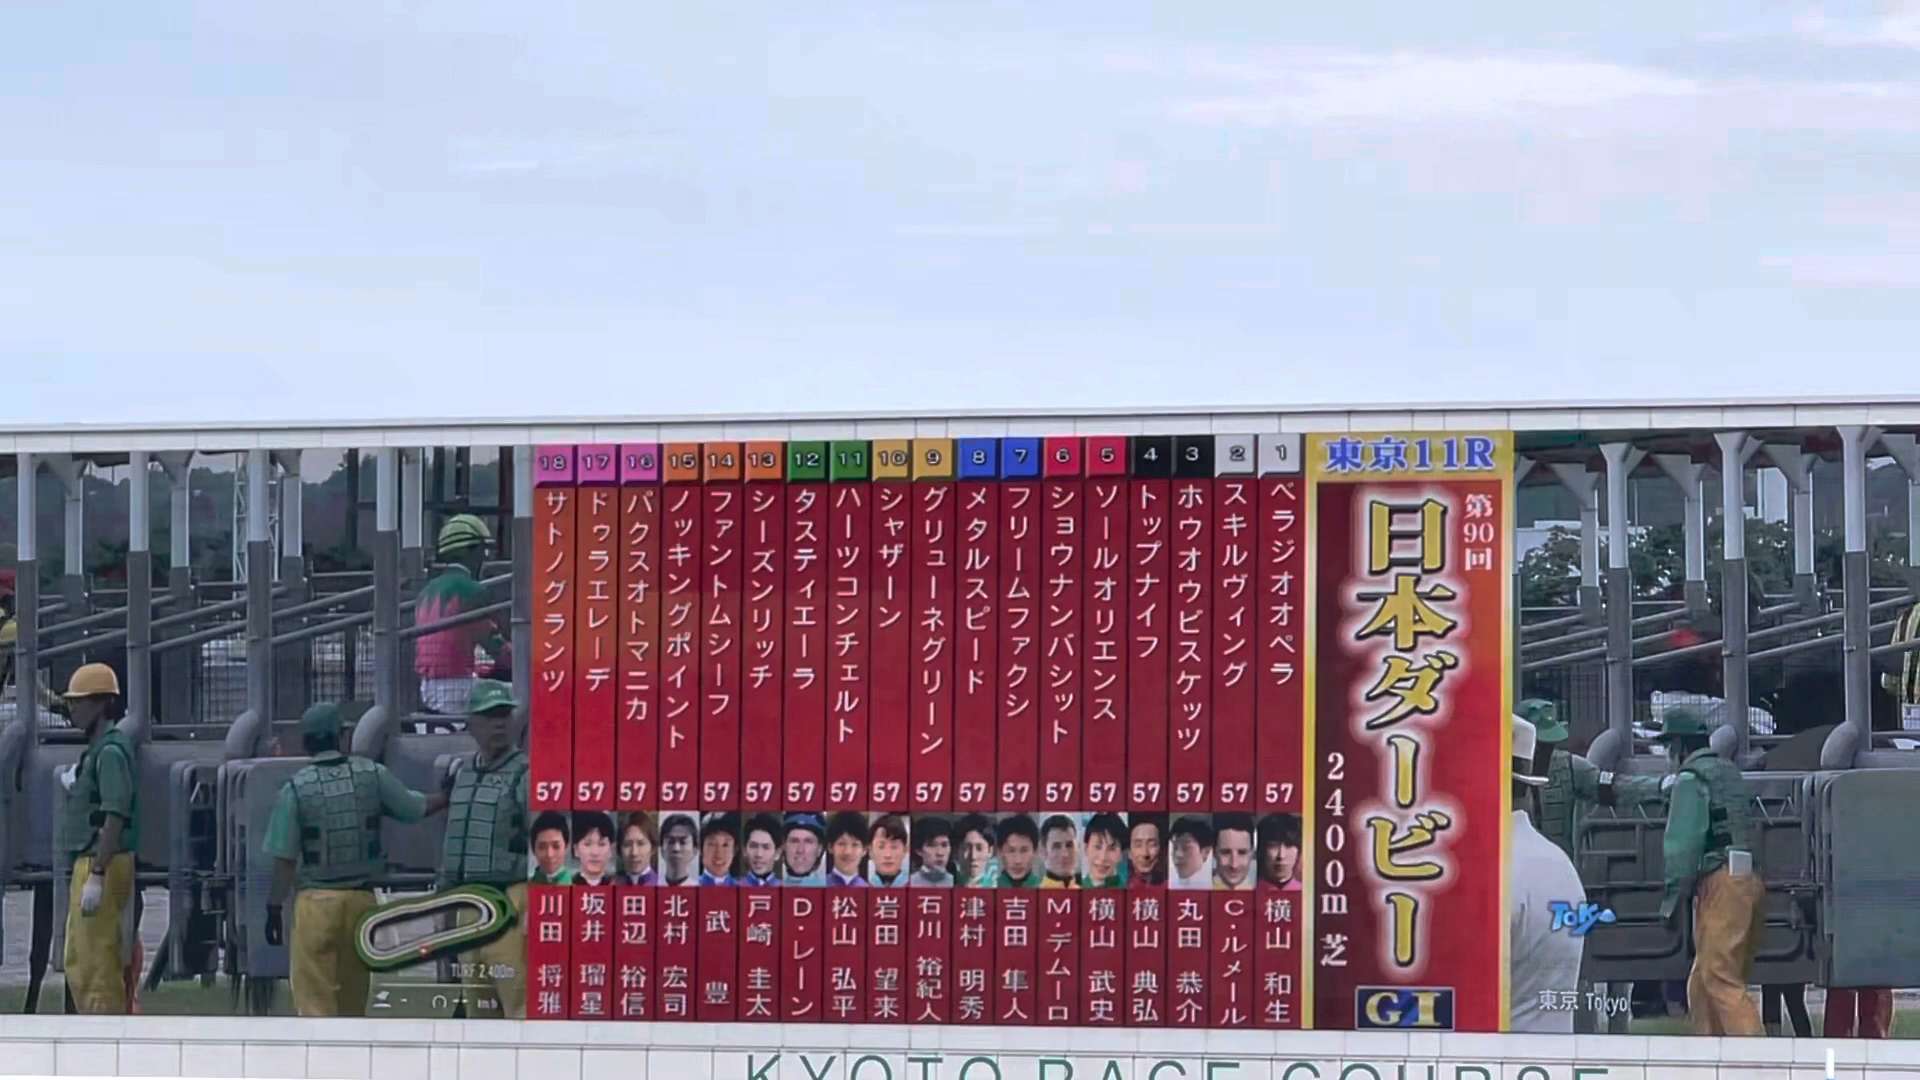 東京11R
第90回
日本ダービー
2400m 芝
GI
1 ベラジオオペラ 57 横山 和生
2 スキルヴィング 57 C・ルメール
3 ホウオウビスケッツ 57 丸田 恭介
4 トップナイフ 57 横山 典弘
5 ソールオリエンス 57 横山 武史
6 ショウナンバシット 57 M・デムーロ
7 フリームファクシ 57 吉田 隼人
8 メタルスピード 57 津村 明秀
9 グリューネグリーン 57 石川 裕紀人
10 シャザーン 57 岩田 望来
11 ハーツコンチェルト 57 松山 弘平
12 タスティエーラ 57 D・レーン
13 シーズンリッチ 57 戸崎 圭太
14 ファントムシーフ 57 武 豊
15 ノッキングポイント 57 北村 宏司
16 パクスオトマニカ 57 田辺 裕信
17 ドゥラエレーデ 57 坂井 瑠星
18 サトノグランツ 57 川田 将雅
TURF 2,400m
km/h
Tokyo
東京 Tokyo
KYOTO RACE COURSE